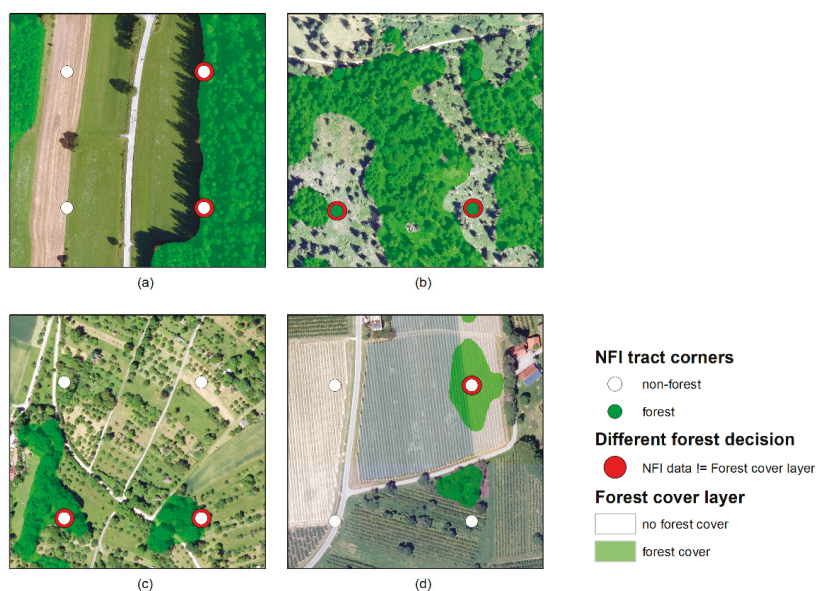 (a)
(b)
(c)
(d)
NFI tract corners
non-forest
forest
Different forest decision
NFI data != Forest cover layer
Forest cover layer
no forest cover
forest cover